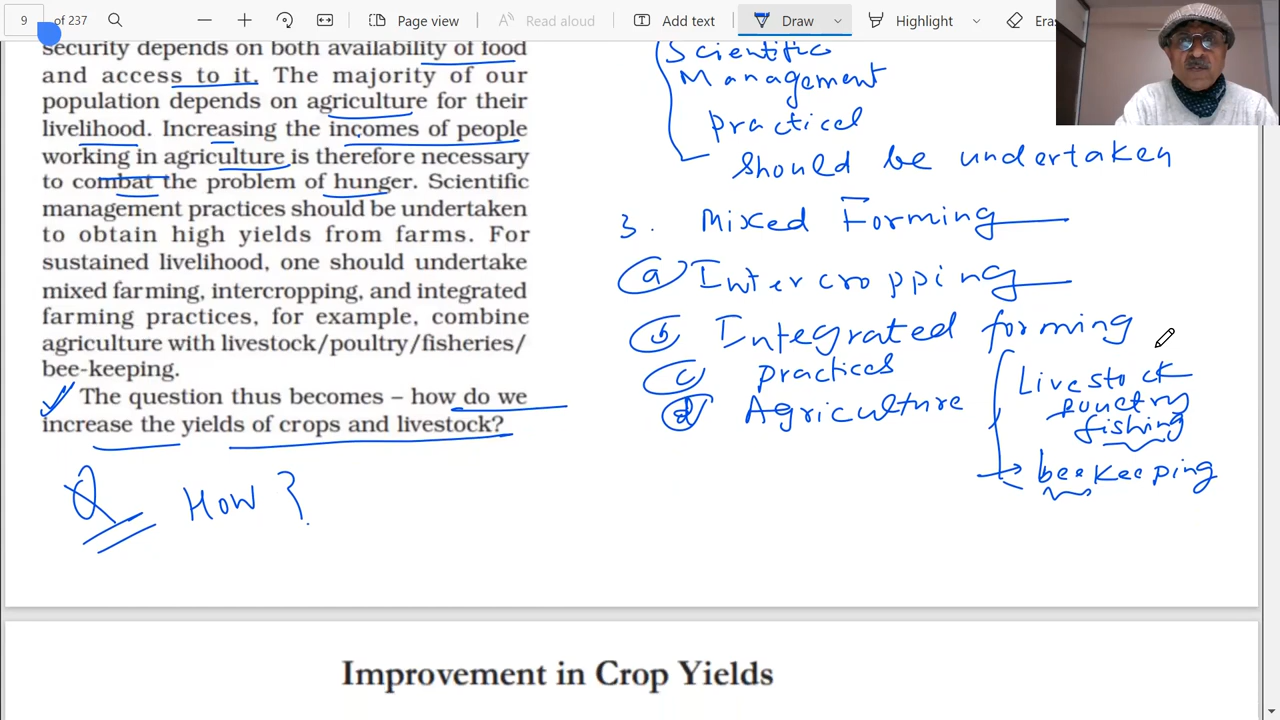 9 of 237 Page view Read aloud Add text Draw Highlight Eras
security depends on both availability of food
and access to it. The majority of our
population depends on agriculture for their
livelihood. Increasing the incomes of people
working in agriculture is therefore necessary
to combat the problem of hunger. Scientific
management practices should be undertaken
to obtain high yields from farms. For
sustained livelihood, one should undertake
mixed farming, intercropping, and integrated
farming practices, for example, combine
agriculture with livestock/poultry/fisheries/
bee-keeping.
The question thus becomes – how do we
increase the yields of crops and livestock?
Q How ?
Scientific
Management
practical
should be undertaken
3. Mixed Forming
a Intercropping
b Integrated forming
c practices
d Agriculture
Livestock
fishing
beekeeping
Improvement in Crop Yields